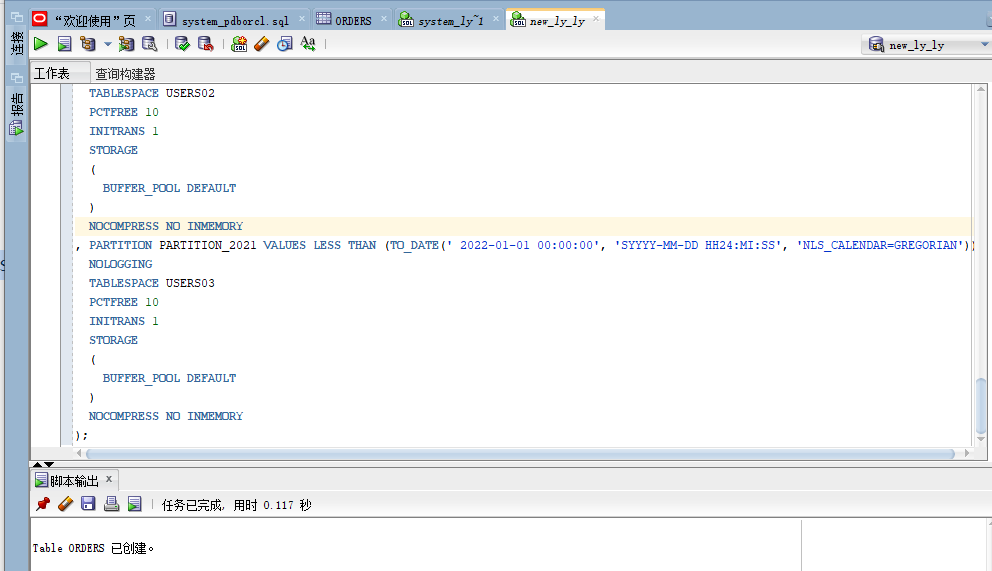 连接
报告
“欢迎使用”页
system_pdborcl.sql
ORDERS
system_ly~1
new_ly_ly
new_ly_ly
工作表
查询构建器
TABLESPACE USERS02
PCTFREE 10
INITRANS 1
STORAGE
(
BUFFER_POOL DEFAULT
)
NOCOMPRESS NO INMEMORY
, PARTITION PARTITION_2021 VALUES LESS THAN (TO_DATE(' 2022-01-01 00:00:00', 'SYYYY-MM-DD HH24:MI:SS', 'NLS_CALENDAR=GREGORIAN'))
NOLOGGING
TABLESPACE USERS03
PCTFREE 10
INITRANS 1
STORAGE
(
BUFFER_POOL DEFAULT
)
NOCOMPRESS NO INMEMORY
);
脚本输出
任务已完成, 用时 0.117 秒
Table ORDERS 已创建。